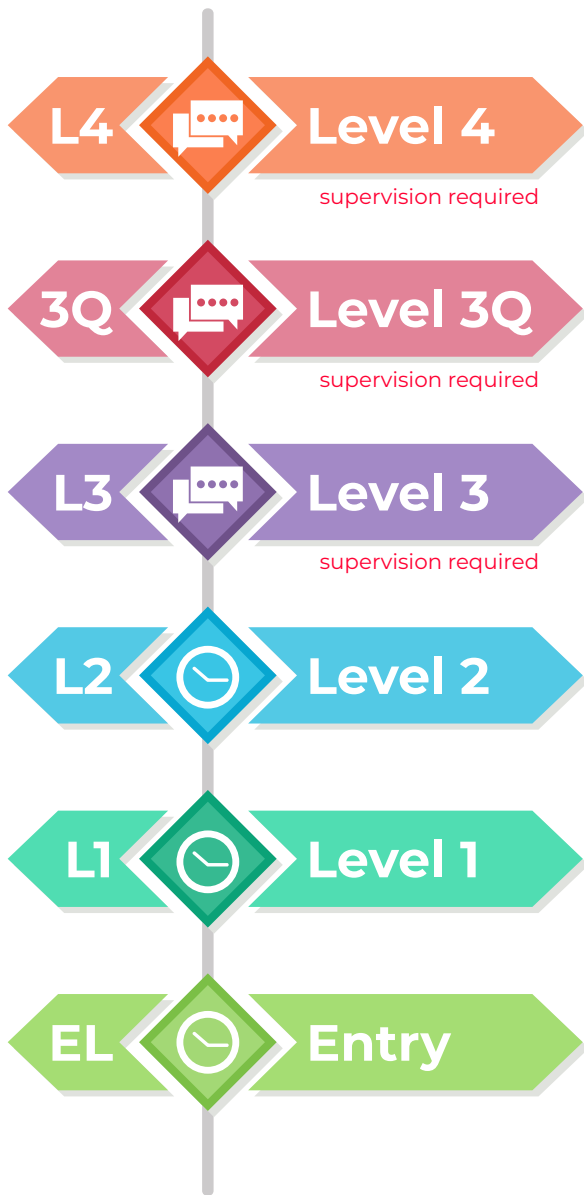 L4 Level 4
supervision required
3Q Level 3Q
supervision required
L3 Level 3
supervision required
L2 Level 2
L1 Level 1
EL Entry